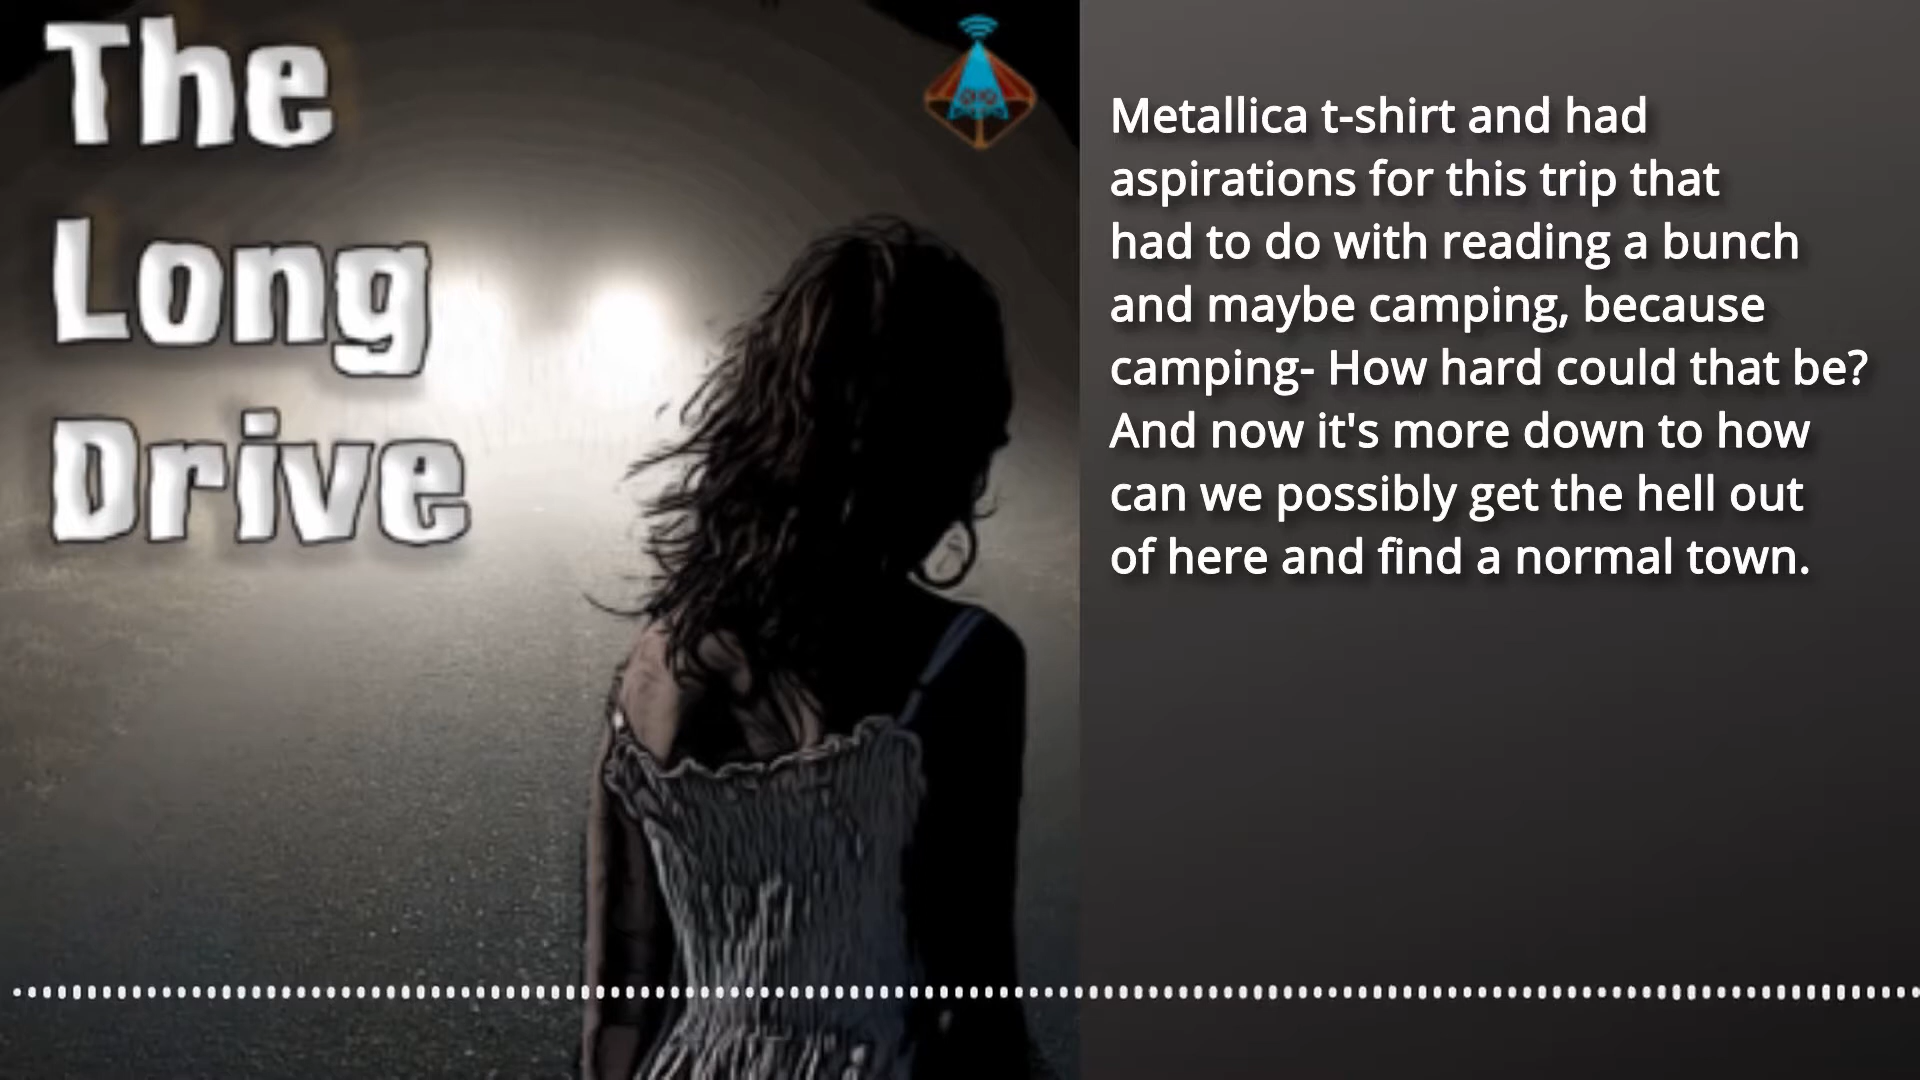 The
Long
Drive
Metallica t-shirt and had
aspirations for this trip that
had to do with reading a bunch
and maybe camping, because
camping- How hard could that be?
And now it's more down to how
can we possibly get the hell out
of here and find a normal town.